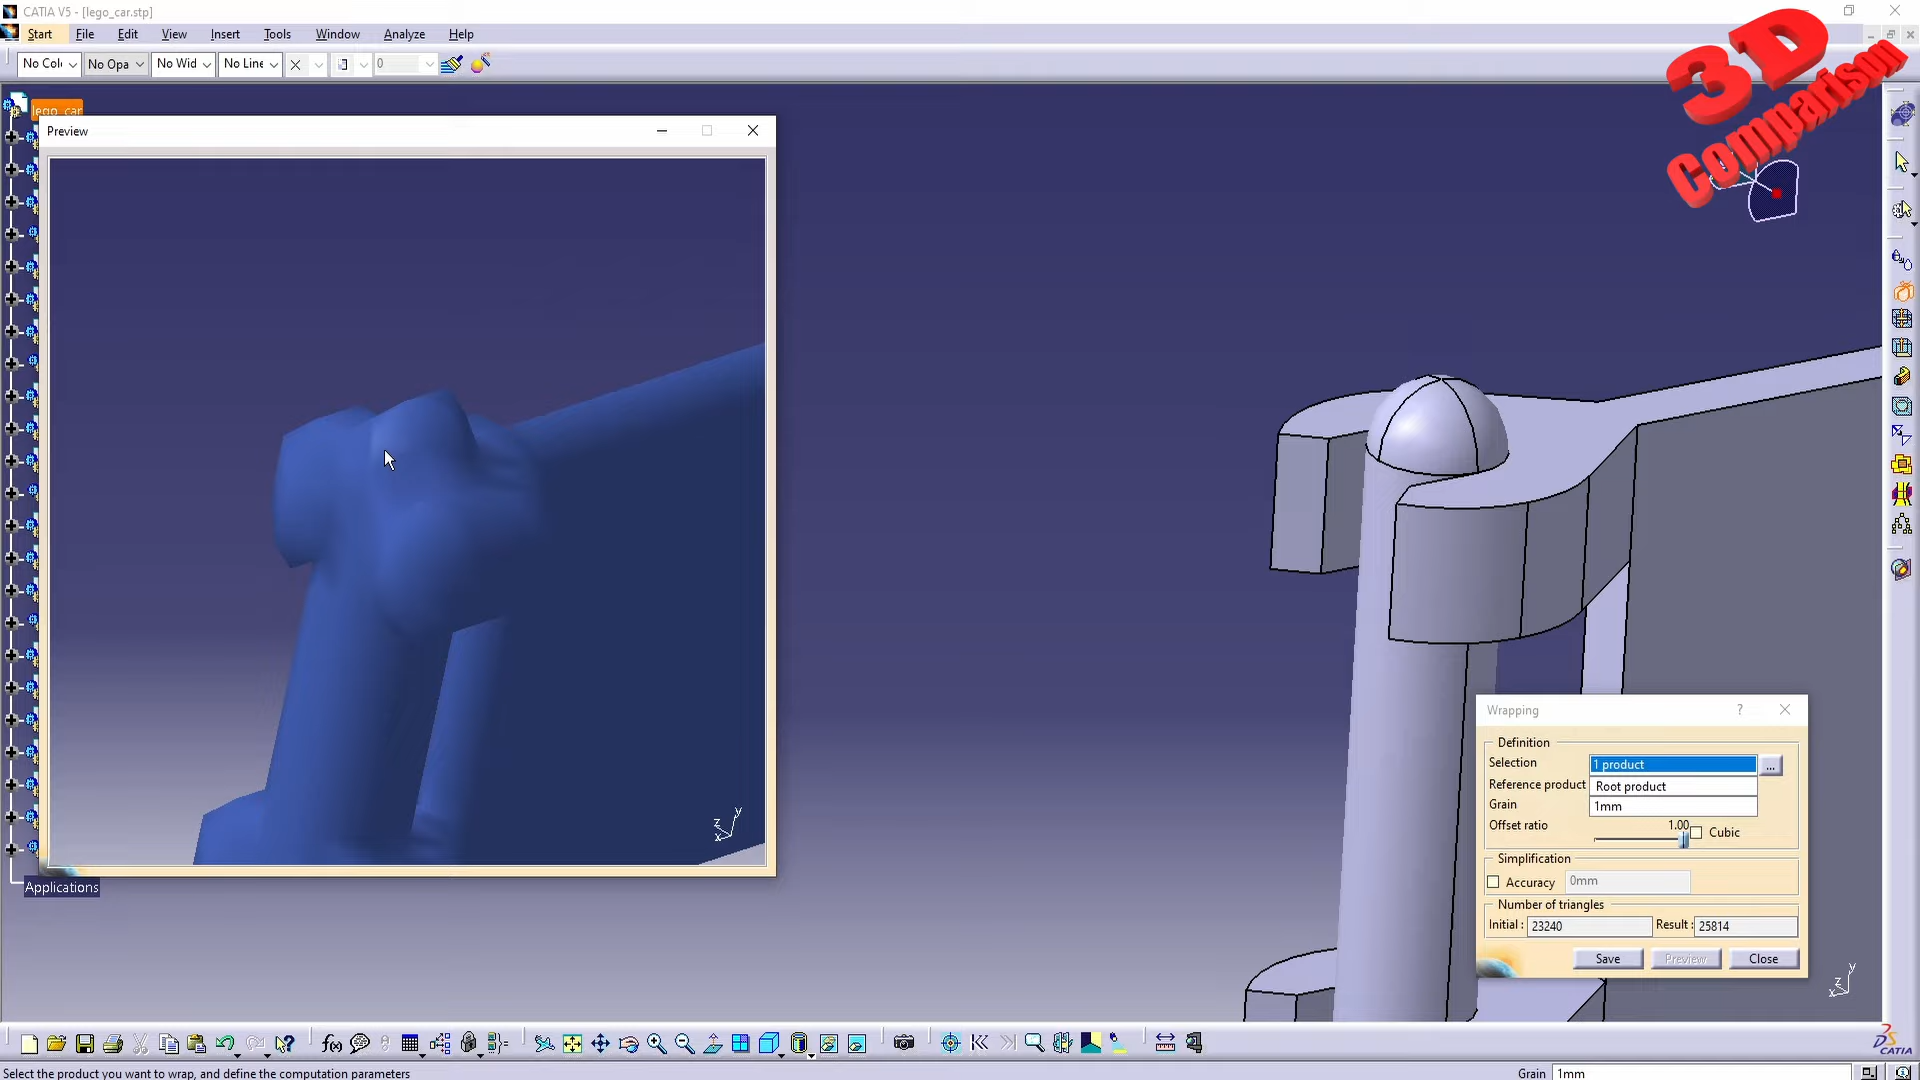 CATIA V5 - [lego_car.stp]
Start File Edit View Insert Tools Window Analyze Help
No Col No Opa No Wid No Line 0
3D
Comparison
lego_car
Preview
z y
x
Wrapping ?
Definition
Selection 1 product ...
Reference product Root product
Grain 1mm
Offset ratio 1.00 Cubic
Simplification
Accuracy 0mm
Number of triangles
Initial : 23240 Result : 25814
Save Preview Close
Applications
z y
x
f(x)
CATIA
Select the product you want to wrap, and define the computation parameters
Grain 1mm